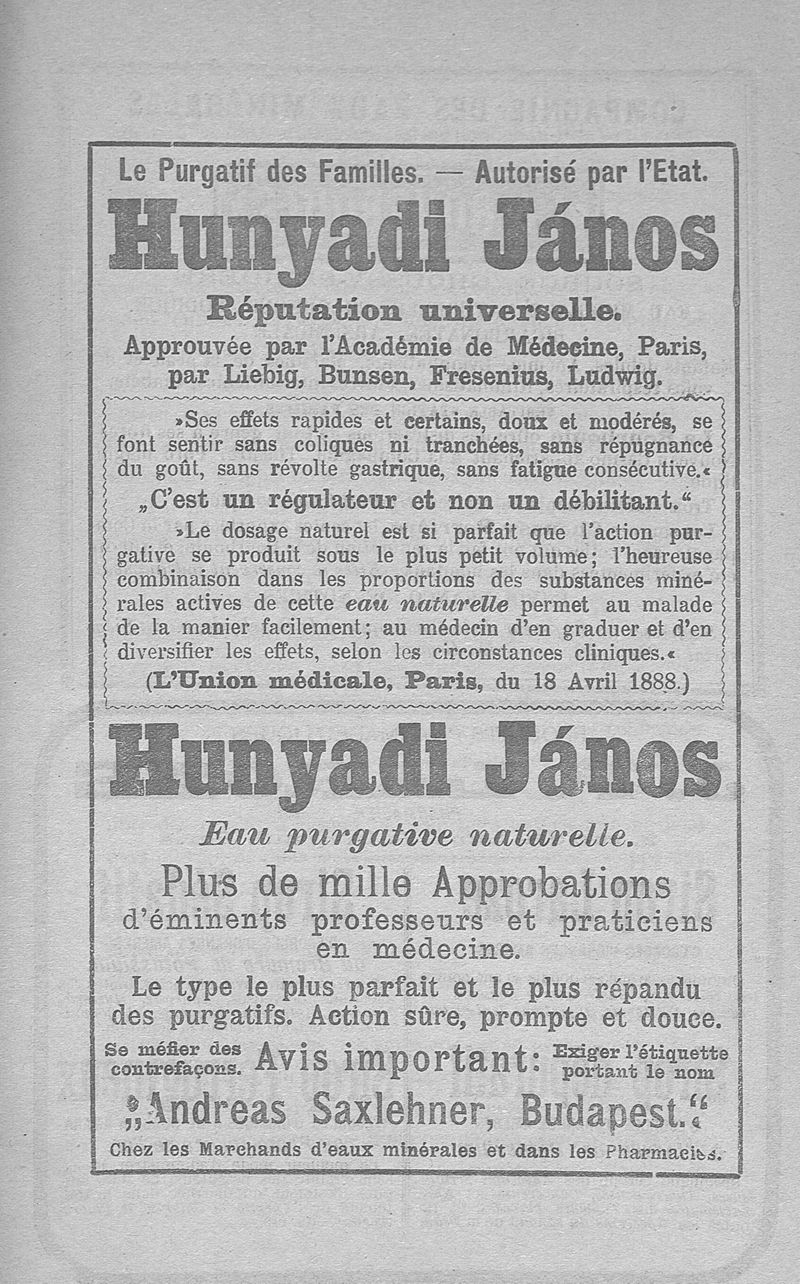 Le Purgatif des Familles. — Autorisé par l'Etat.
Hunyadi János
Réputation universelle.
Approuvée par l'Académie de Médecine, Paris,
par Liebig, Bunsen, Fresenius, Ludwig.
»Ses effets rapides et certains, doux et modérés, se
font sentir sans coliques ni tranchées, sans répugnance
du goût, sans révolte gastrique, sans fatigue consécutive.«
„C'est un régulateur et non un débilitant.“
»Le dosage naturel est si parfait que l'action pur-
gative se produit sous le plus petit volume; l'heureuse
combinaison dans les proportions des substances miné-
rales actives de cette eau naturelle permet au malade
de la manier facilement; au médecin d'en graduer et d'en
diversifier les effets, selon les circonstances cliniques.«
(L'Union médicale, Paris, du 18 Avril 1888.)
Hunyadi János
Eau purgative naturelle.
Plus de mille Approbations
d'éminents professeurs et praticiens
en médecine.
Le type le plus parfait et le plus répandu
des purgatifs. Action sûre, prompte et douce.
Se méfier des
contrefaçons.
Avis important:
Exiger l'étiquette
portant le nom
„Andreas Saxlehner, Budapest.“
Chez les Marchands d'eaux minérales et dans les Pharmacies.